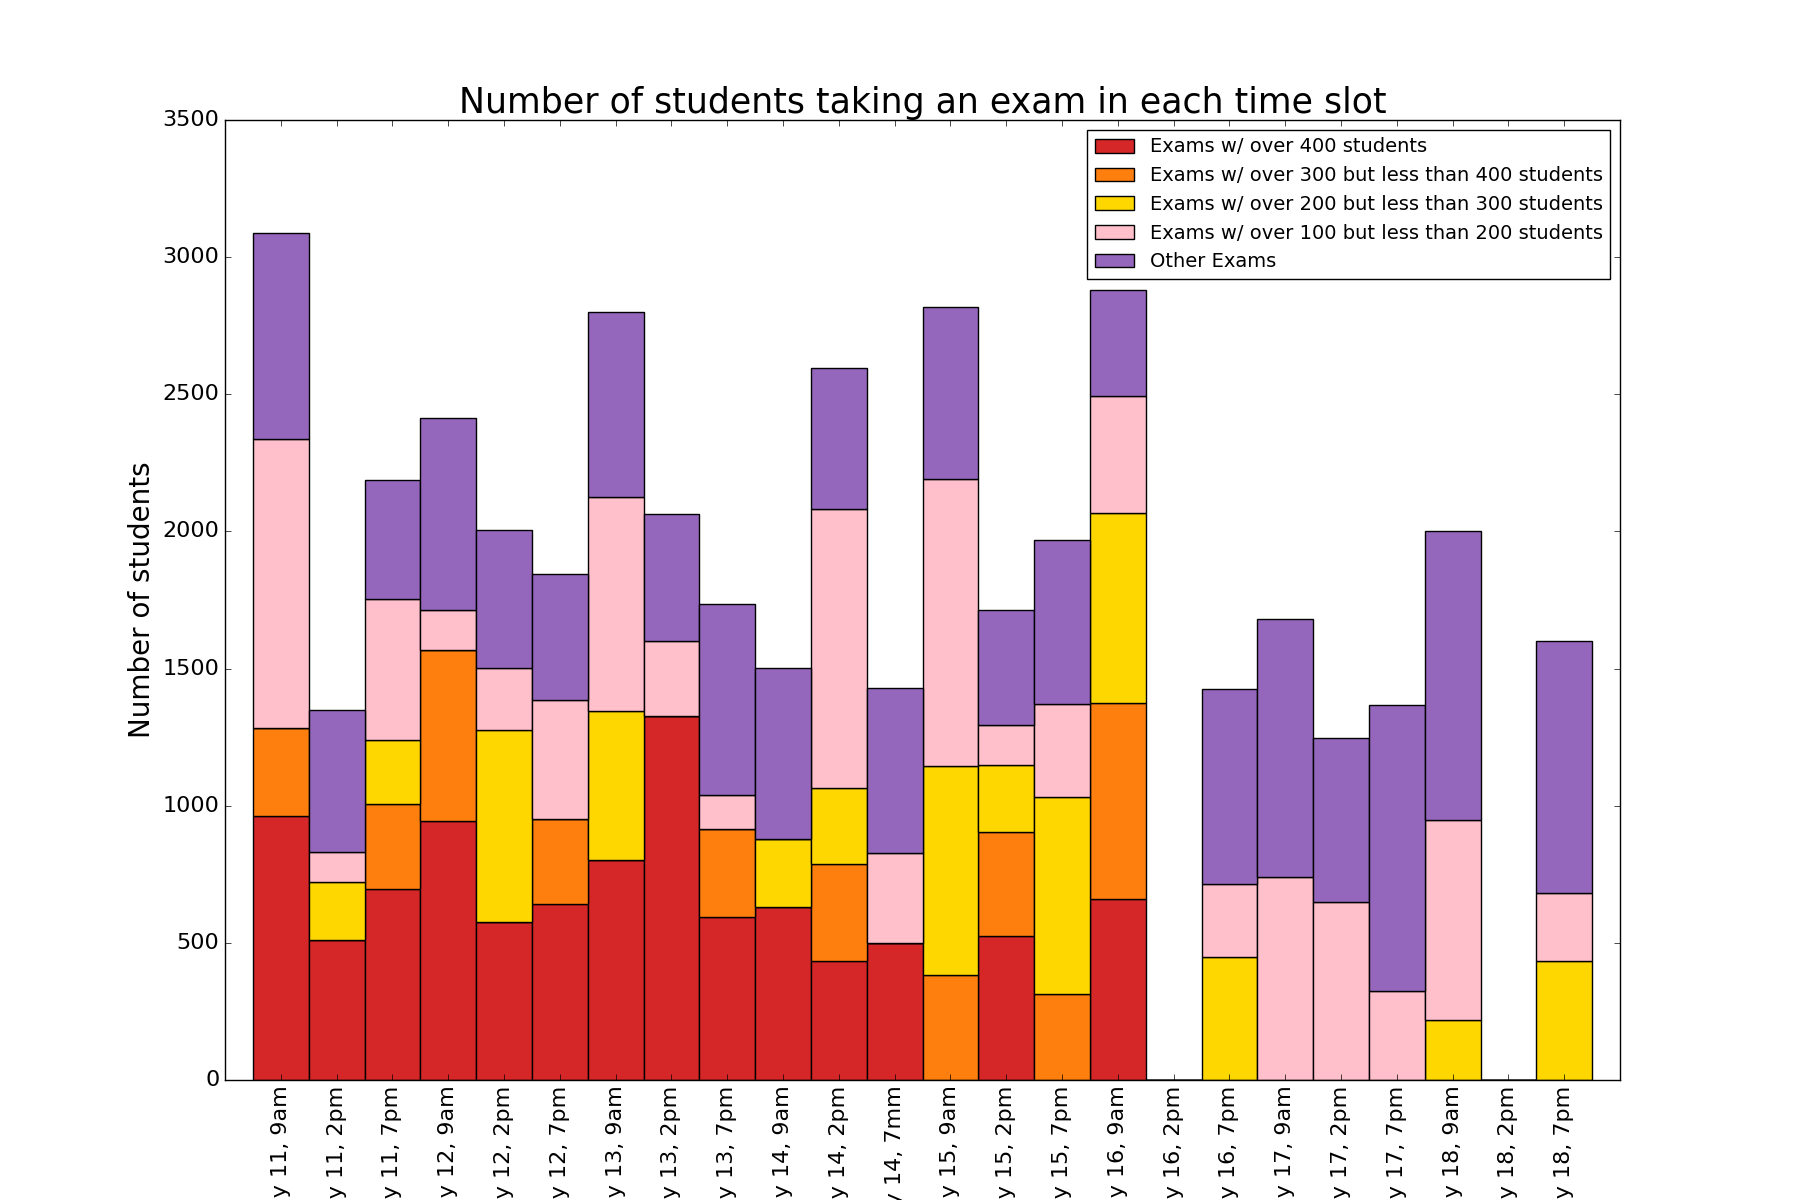 Number of students taking an exam in each time slot
3500
3000
2500
2000
1500
1000
500
0
Number of students
Exams w/ over 400 students
Exams w/ over 300 but less than 400 students
Exams w/ over 200 but less than 300 students
Exams w/ over 100 but less than 200 students
Other Exams
y 11, 9am
y 11, 2pm
y 11, 7pm
y 12, 9am
y 12, 2pm
y 12, 7pm
y 13, 9am
y 13, 2pm
y 13, 7pm
y 14, 9am
y 14, 2pm
y 14, 7mm
y 15, 9am
y 15, 2pm
y 15, 7pm
y 16, 9am
y 16, 2pm
y 16, 7pm
y 17, 9am
y 17, 2pm
y 17, 7pm
y 18, 9am
y 18, 2pm
y 18, 7pm